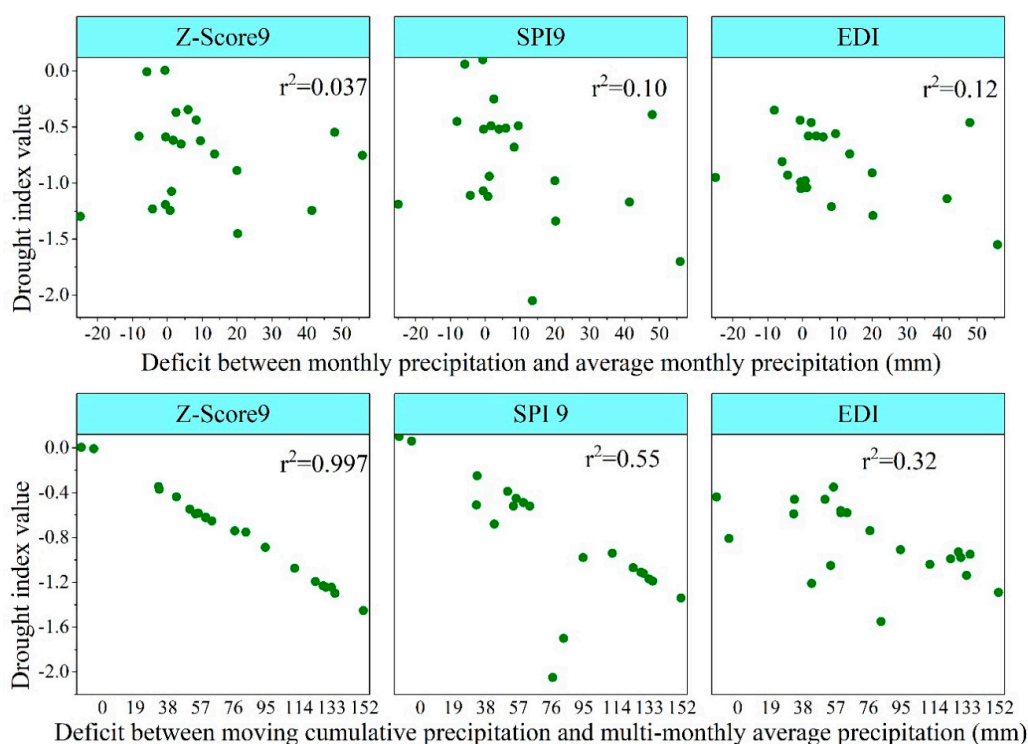 Z-Score9 SPI9 EDI
r²=0.037 r²=0.10 r²=0.12
Drought index value
0.0
-0.5
-1.0
-1.5
-2.0
-20 -10 0 10 20 30 40 50 -20 -10 0 10 20 30 40 50 -20 -10 0 10 20 30 40 50
Deficit between monthly precipitation and average monthly precipitation (mm)
Z-Score9 SPI 9 EDI
r²=0.997 r²=0.55 r²=0.32
Drought index value
0.0
-0.4
-0.8
-1.2
-1.6
-2.0
0 19 38 57 76 95 114 133 152 0 19 38 57 76 95 114 133 152 0 19 38 57 76 95 114 133 152
Deficit between moving cumulative precipitation and multi-monthly average precipitation (mm)